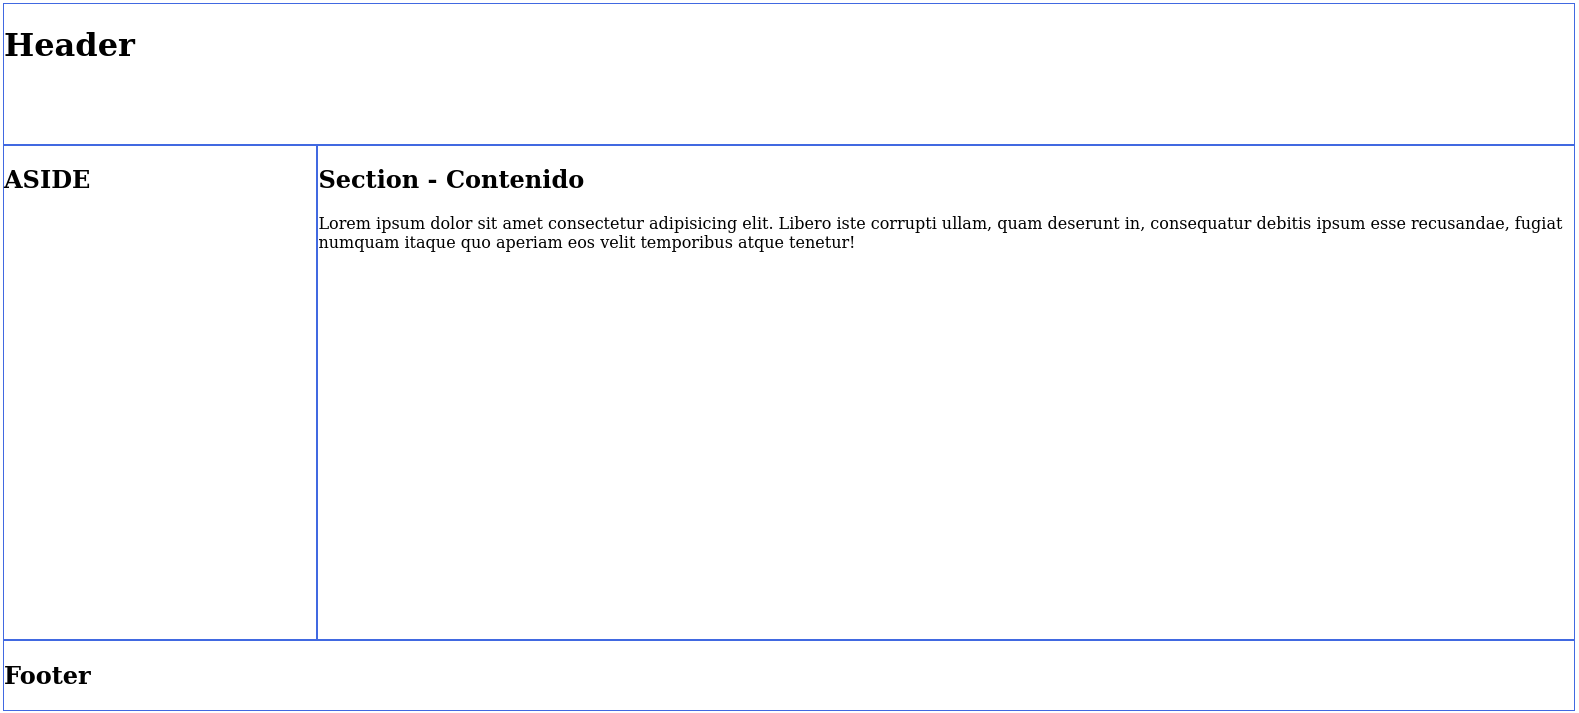 Header
ASIDE
Section - Contenido
Lorem ipsum dolor sit amet consectetur adipisicing elit. Libero iste corrupti ullam, quam deserunt in, consequatur debitis ipsum esse recusandae, fugiat
numquam itaque quo aperiam eos velit temporibus atque tenetur!
Footer